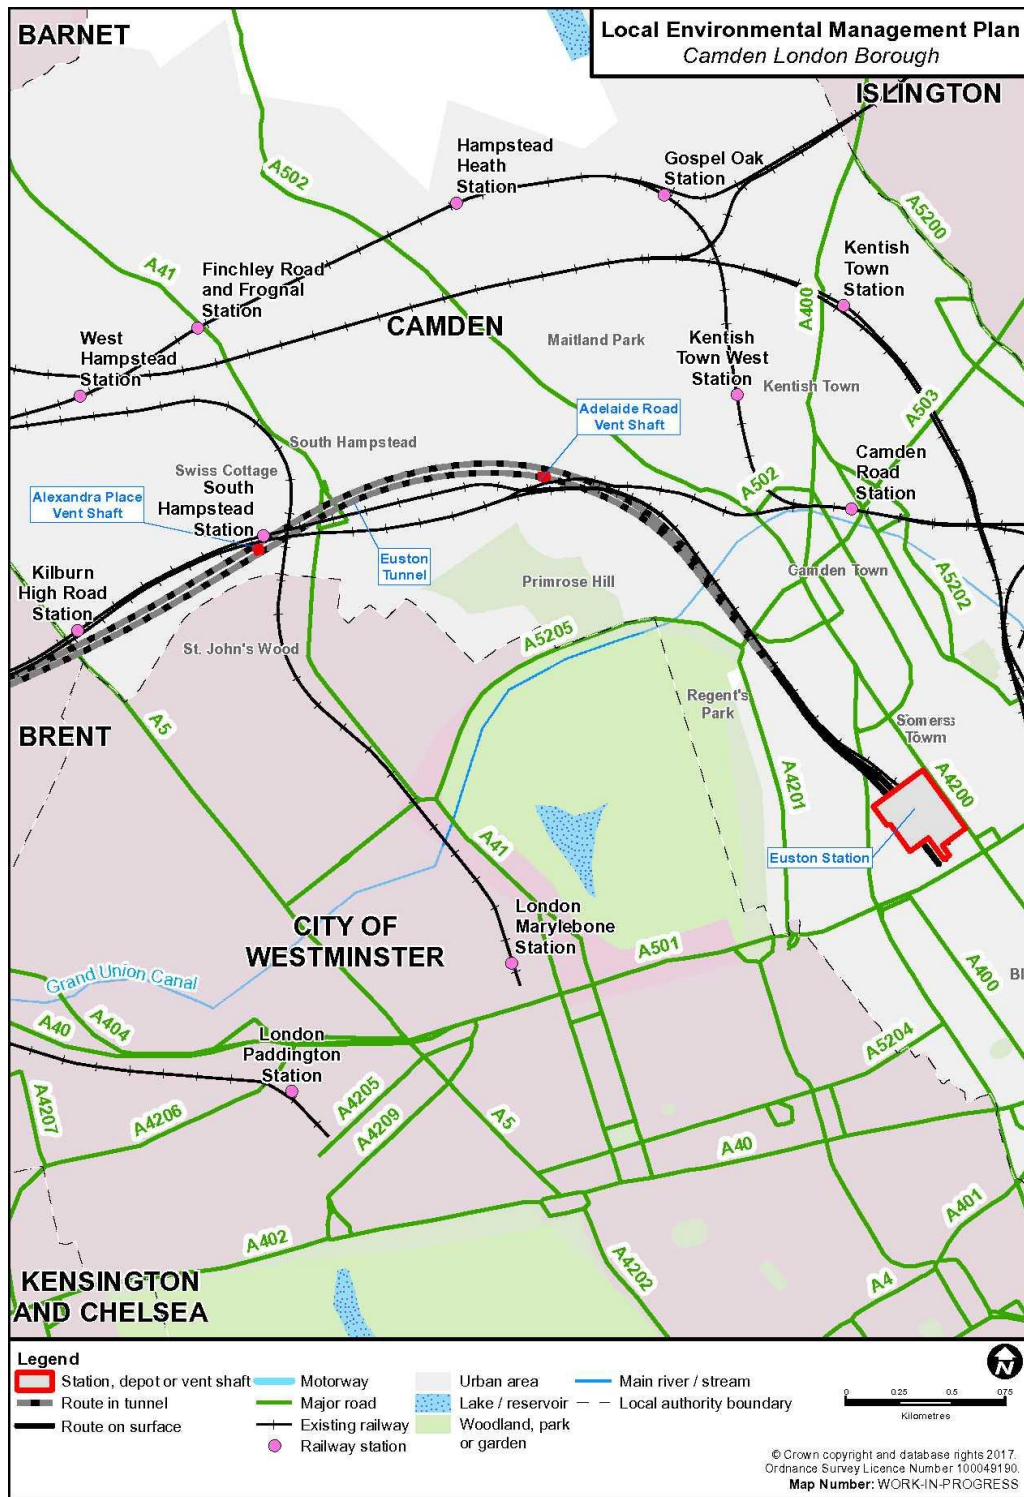 BARNET
Local Environmental Management Plan
Camden London Borough
ISLINGTON
Hampstead
Heath
Station
Gospel Oak
Station
A502
A5200
A41
Finchley Road
and Frognal
Station
Kentish
Town
Station
A400
CAMDEN
West
Hampstead
Station
Maitland Park
Kentish
Town West
Station
Kentish Town
A503
Adelaide Road
Vent Shaft
South Hampstead
Swiss Cottage
Camden
Road
Station
A502
Alexandra Place
Vent Shaft
South
Hampstead
Station
Euston
Tunnel
Kilburn
High Road
Station
Primrose Hill
Camden Town
A5202
St. John's Wood
A5205
Regent's
Park
A5
BRENT
Somers
Town
A4201
A4200
Euston Station
A41
London
Marylebone
Station
CITY OF
WESTMINSTER
A501
A400
Bl
Grand Union Canal
A40
A404
London
Paddington
Station
A5204
A4207
A4206
A4205
A4209
A5
A40
A402
A401
A4202
A4
KENSINGTON
AND CHELSEA
Legend
Station, depot or vent shaft
Route in tunnel
Route on surface
Motorway
Major road
Existing railway
Railway station
Urban area
Lake / reservoir
Woodland, park
or garden
Main river / stream
Local authority boundary
N
0 0.25 0.5 0.75
Kilometres
© Crown copyright and database rights 2017.
Ordnance Survey Licence Number 100049190.
Map Number: WORK-IN-PROGRESS